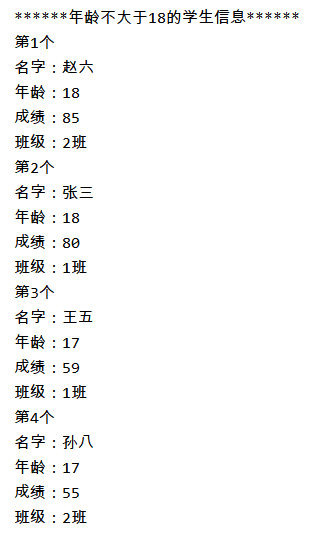 ******年龄不大于18的学生信息******
第1个
名字：赵六
年龄：18
成绩：85
班级：2班
第2个
名字：张三
年龄：18
成绩：80
班级：1班
第3个
名字：王五
年龄：17
成绩：59
班级：1班
第4个
名字：孙八
年龄：17
成绩：55
班级：2班